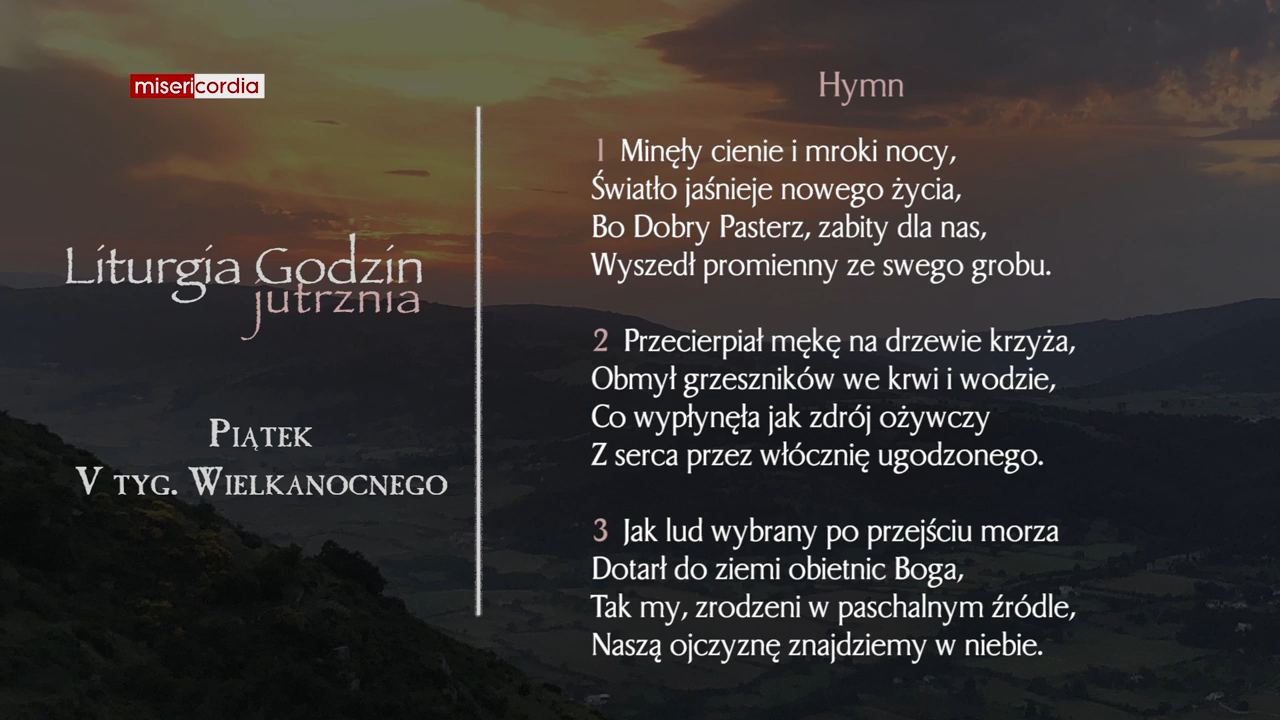 misericordia
Liturgia Godzin
jutrznia
Piątek
V tyg. Wielkanocnego
Hymn
1 Minęły cienie i mroki nocy,
Światło jaśnieje nowego życia,
Bo Dobry Pasterz, zabity dla nas,
Wyszedł promienny ze swego grobu.
2 Przecierpiał mękę na drzewie krzyża,
Obmył grzeszników we krwi i wodzie,
Co wypłynęła jak zdrój ożywczy
Z serca przez włócznię ugodzonego.
3 Jak lud wybrany po przejściu morza
Dotarł do ziemi obietnic Boga,
Tak my, zrodzeni w paschalnym źródle,
Naszą ojczyznę znajdziemy w niebie.